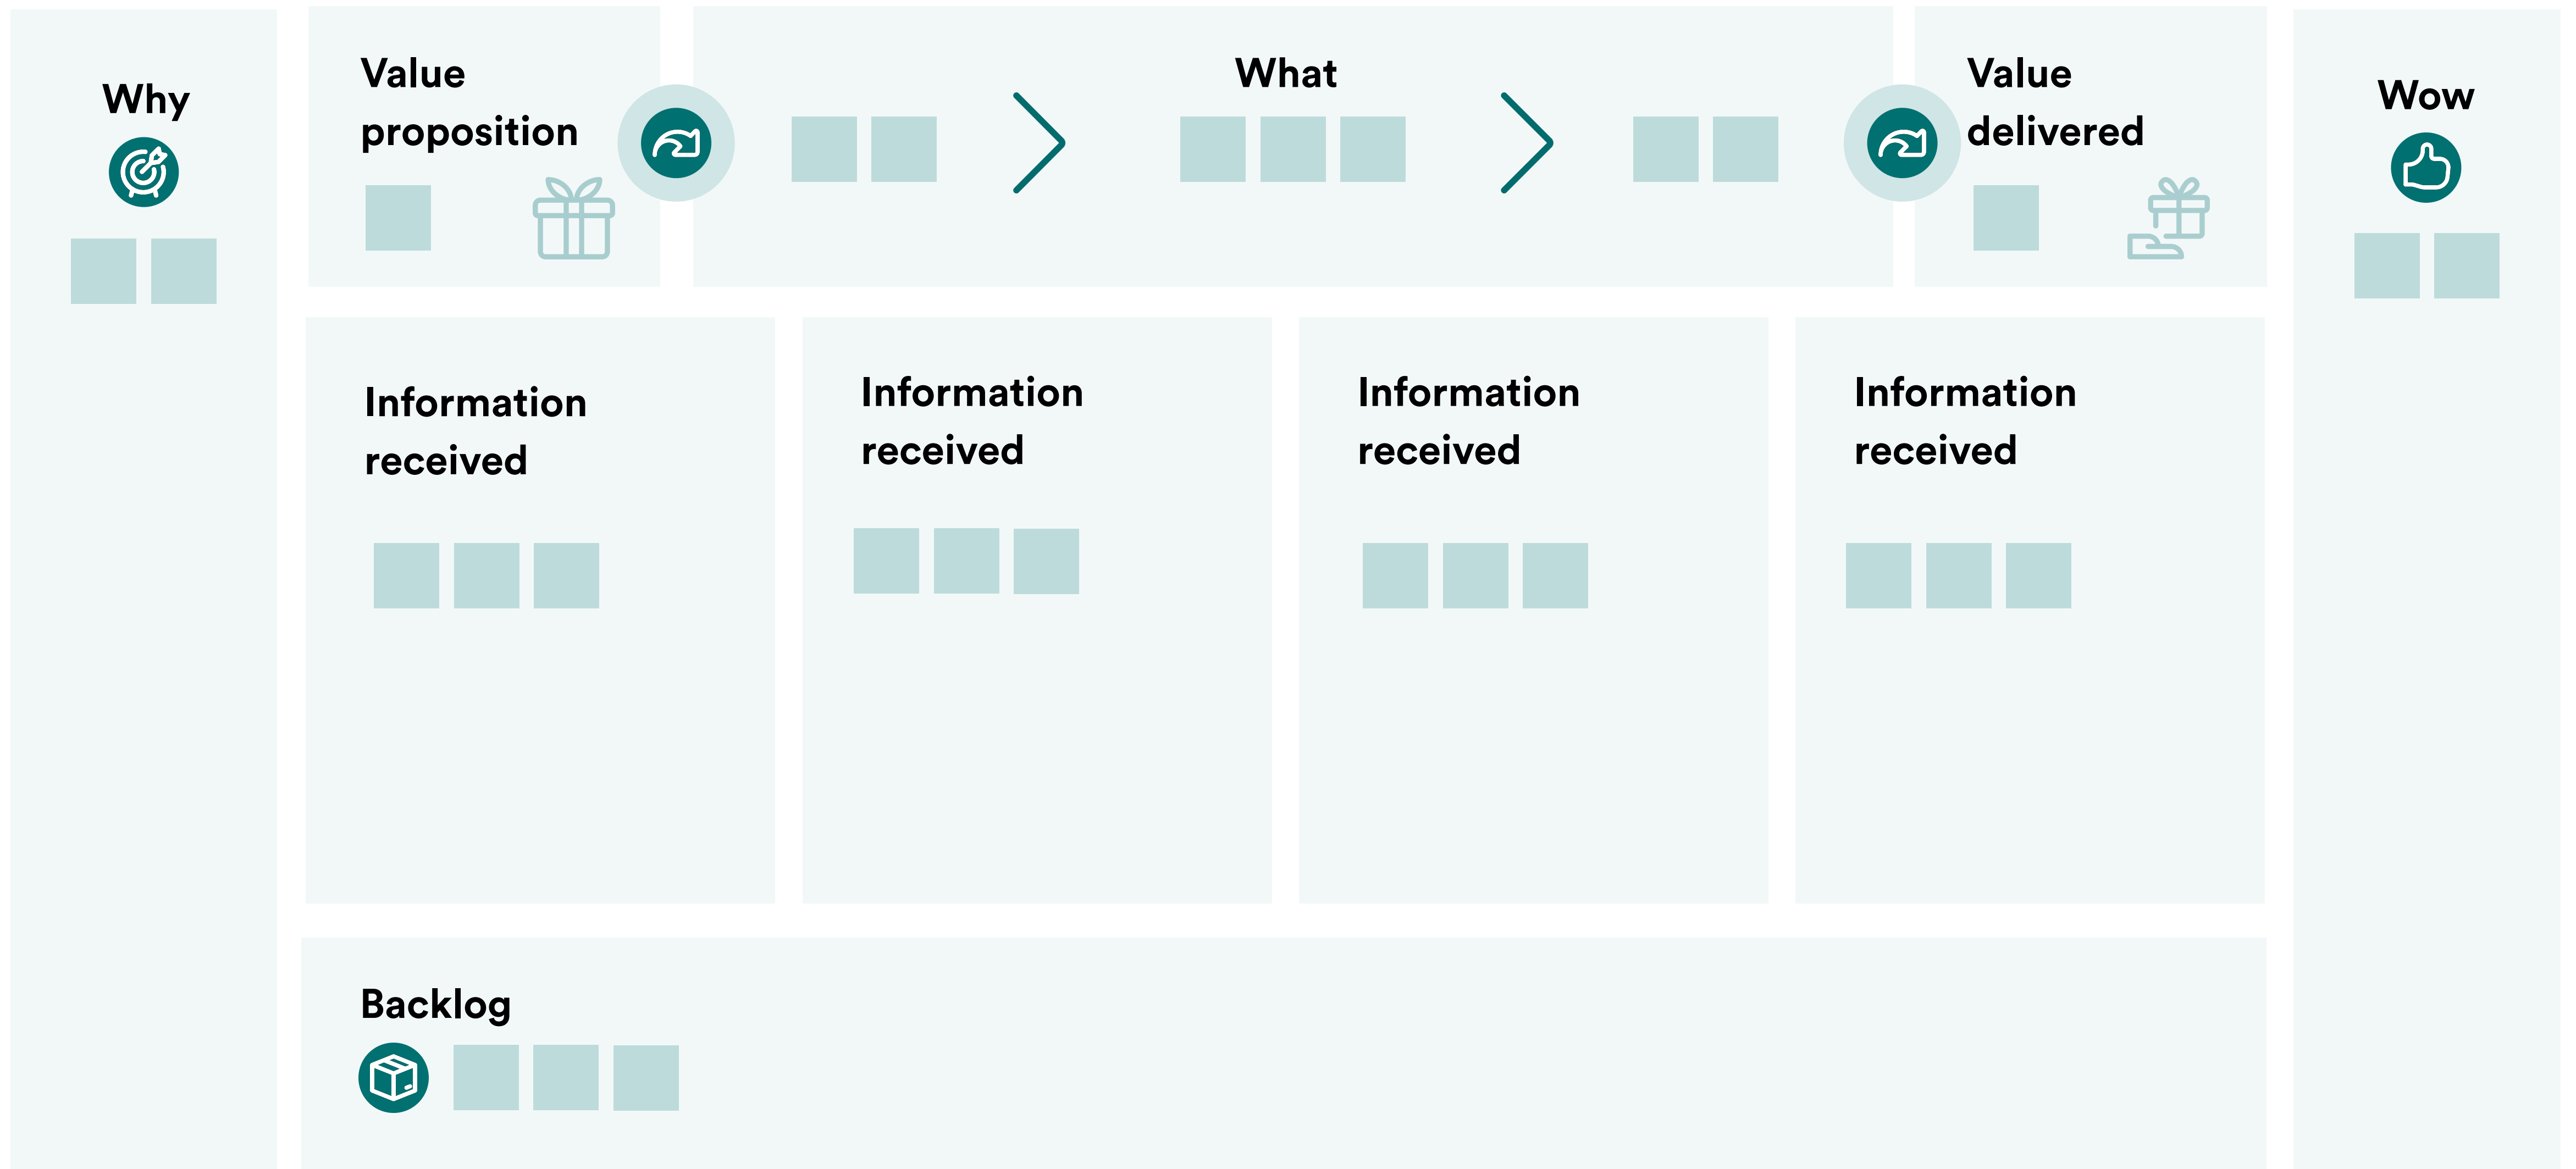 Why
Value
proposition
What
Value
delivered
Wow
Information
received
Information
received
Information
received
Information
received
Backlog